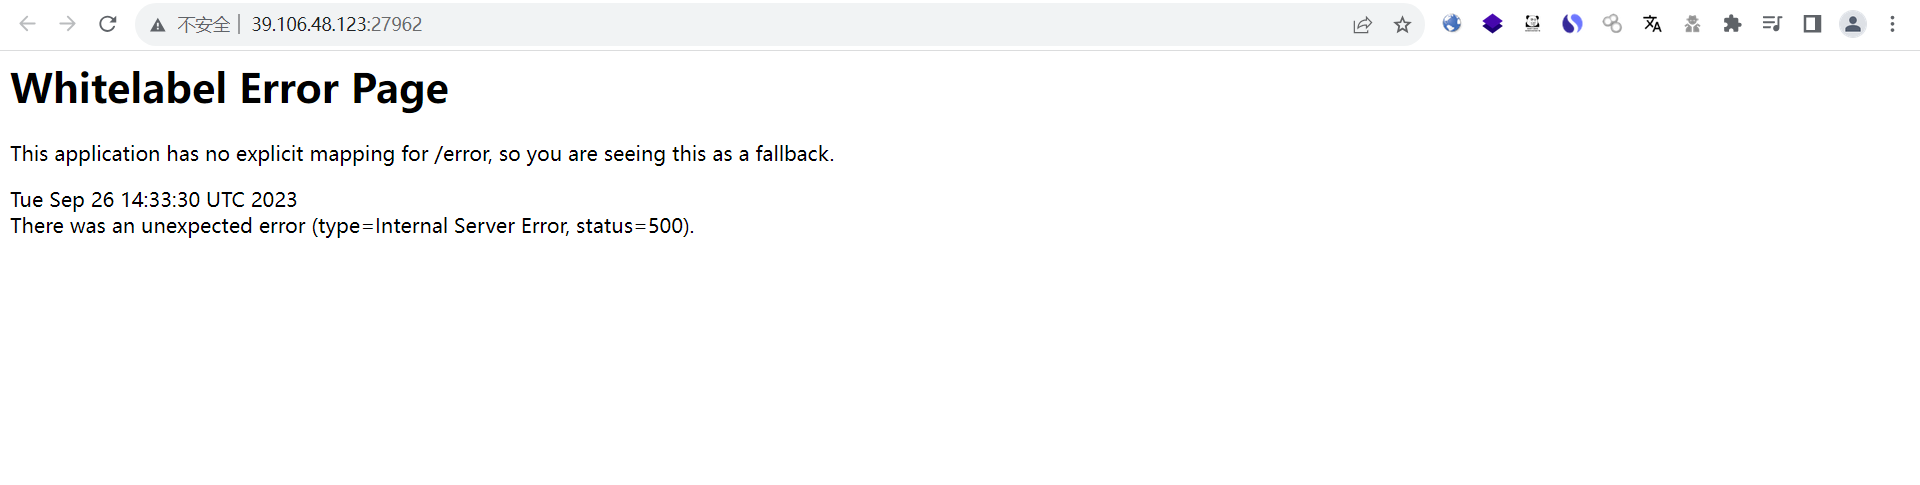 不安全 39.106.48.123:27962
Whitelabel Error Page
This application has no explicit mapping for /error, so you are seeing this as a fallback.
Tue Sep 26 14:33:30 UTC 2023
There was an unexpected error (type=Internal Server Error, status=500).